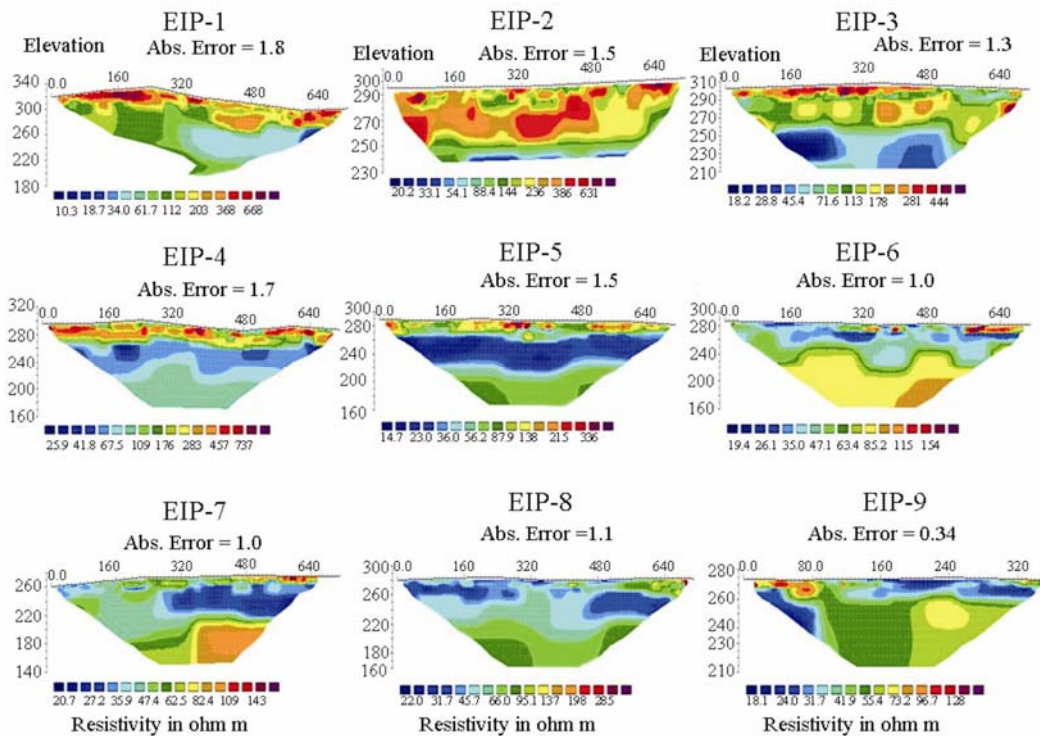 EIP-1
Elevation
Abs. Error = 1.8
0.0 160 320 480 640
340
300
260
220
180
10.3 18.7 34.0 61.7 112 203 368 668
EIP-2
Elevation
Abs. Error = 1.5
0.0 160 320 480 640
300
290
270
250
230
20.2 33.1 54.1 88.4 144 236 386 631
EIP-3
Elevation
Abs. Error = 1.3
0.0 160 320 480 640
310
290
270
250
230
210
18.2 28.8 45.4 71.6 113 178 281 444
EIP-4
Abs. Error = 1.7
0.0 160 320 480 640
320
280
240
200
160
25.9 41.8 67.5 109 176 283 457 737
EIP-5
Abs. Error = 1.5
0.0 160 320 480 640
300
280
240
200
160
14.7 23.0 36.0 56.2 87.9 138 215 336
EIP-6
Abs. Error = 1.0
0.0 160 320 480 640
300
280
240
200
160
19.4 26.1 35.0 47.1 63.4 85.2 115 154
EIP-7
Abs. Error = 1.0
0.0 160 320 480 640
260
220
180
140
20.7 27.2 35.9 47.4 62.5 82.4 109 143
Resistivity in ohm m
EIP-8
Abs. Error =1.1
0.0 160 320 480 640
300
260
220
180
160
22.0 31.7 45.7 66.0 95.1 137 198 285
Resistivity in ohm m
EIP-9
Abs. Error = 0.34
0.0 80.0 160 240 320
280
270
260
250
230
210
18.1 24.0 31.7 41.9 55.4 73.2 96.7 128
Resistivity in ohm m